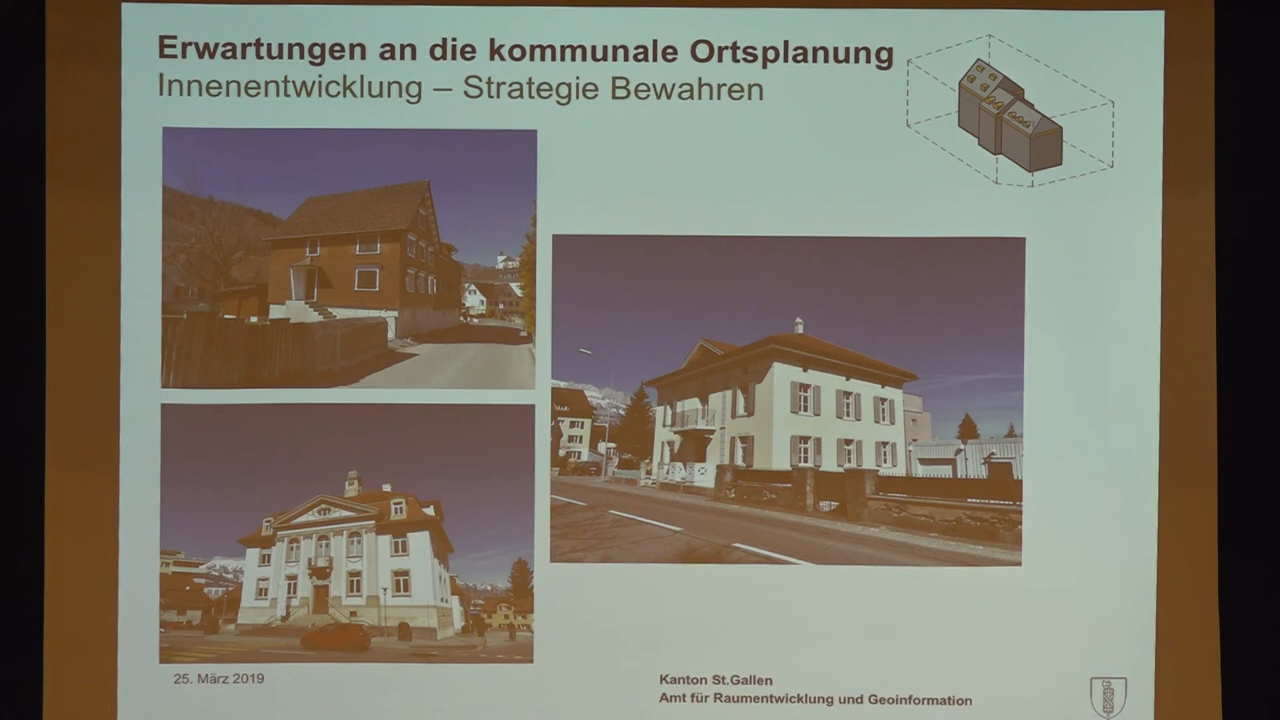 Erwartungen an die kommunale Ortsplanung
Innenentwicklung – Strategie Bewahren
25. März 2019
Kanton St.Gallen
Amt für Raumentwicklung und Geoinformation